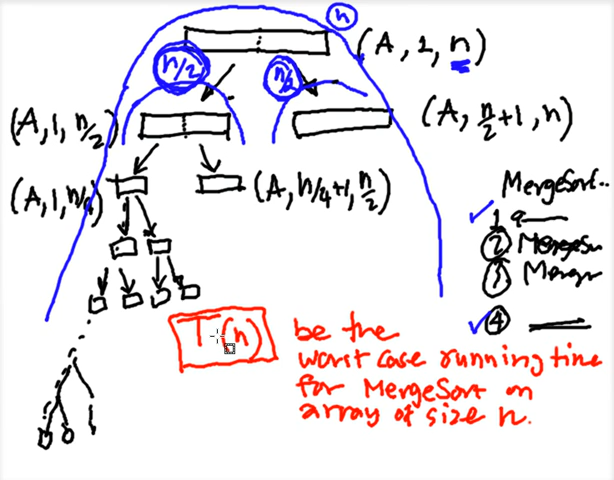 n
(A, 1, n)
n/2
n/2
(A, 1, n/2)
(A, n/2+1, n)
(A, 1, n/4)
(A, n/4+1, n/2)
MergeSort..
1 q
2 MergeSu
3 Merge
4
T(n)
be the
worst case running time
for MergeSort on
array of size n.